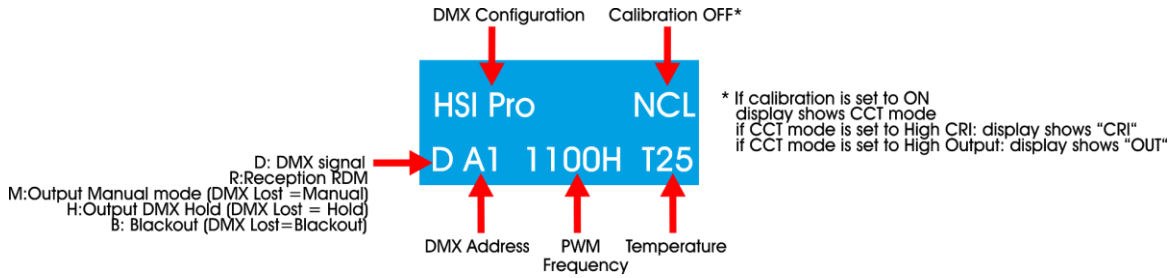 DMX Configuration
Calibration OFF*
HSI Pro NCL
D A1 1100H T25
* If calibration is set to ON
display shows CCT mode
if CCT mode is set to High CRI: display shows "CRI"
if CCT mode is set to High Output: display shows "OUT"
D: DMX signal
R:Reception RDM
M:Output Manual mode (DMX Lost =Manual)
H:Output DMX Hold (DMX Lost = Hold)
B: Blackout (DMX Lost=Blackout)
DMX Address
PWM
Frequency
Temperature